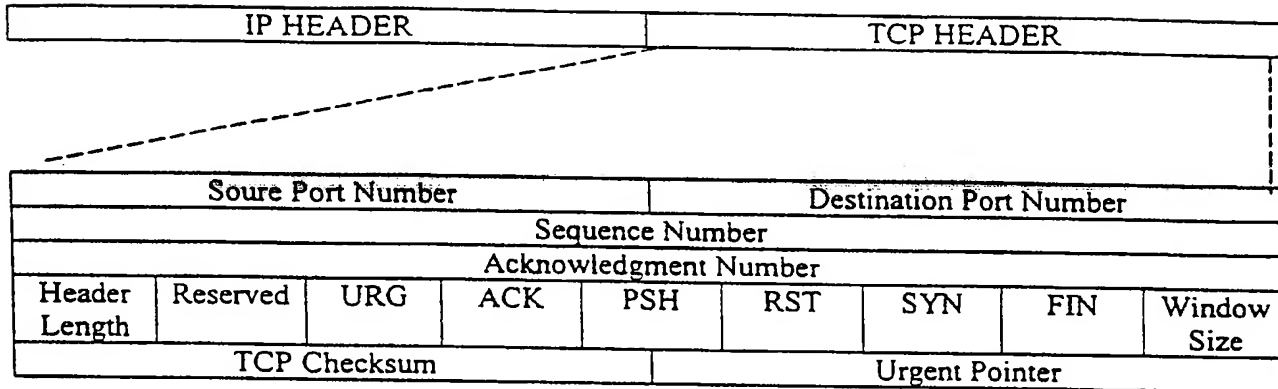 IP HEADER TCP HEADER
Soure Port Number Destination Port Number
Sequence Number
Acknowledgment Number
Header Length Reserved URG ACK PSH RST SYN FIN Window Size
TCP Checksum Urgent Pointer